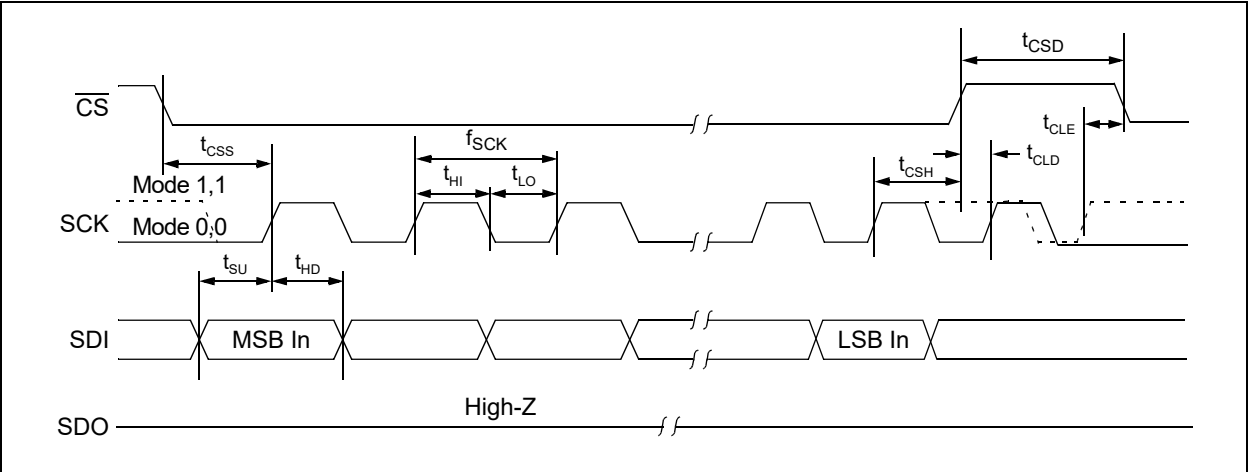 tCSD
CS
tCLE
tCSS
fSCK
tCLD
tCSH
tHI
tLO
Mode 1,1
SCK
Mode 0,0
tSU
tHD
SDI
MSB In
LSB In
High-Z
SDO